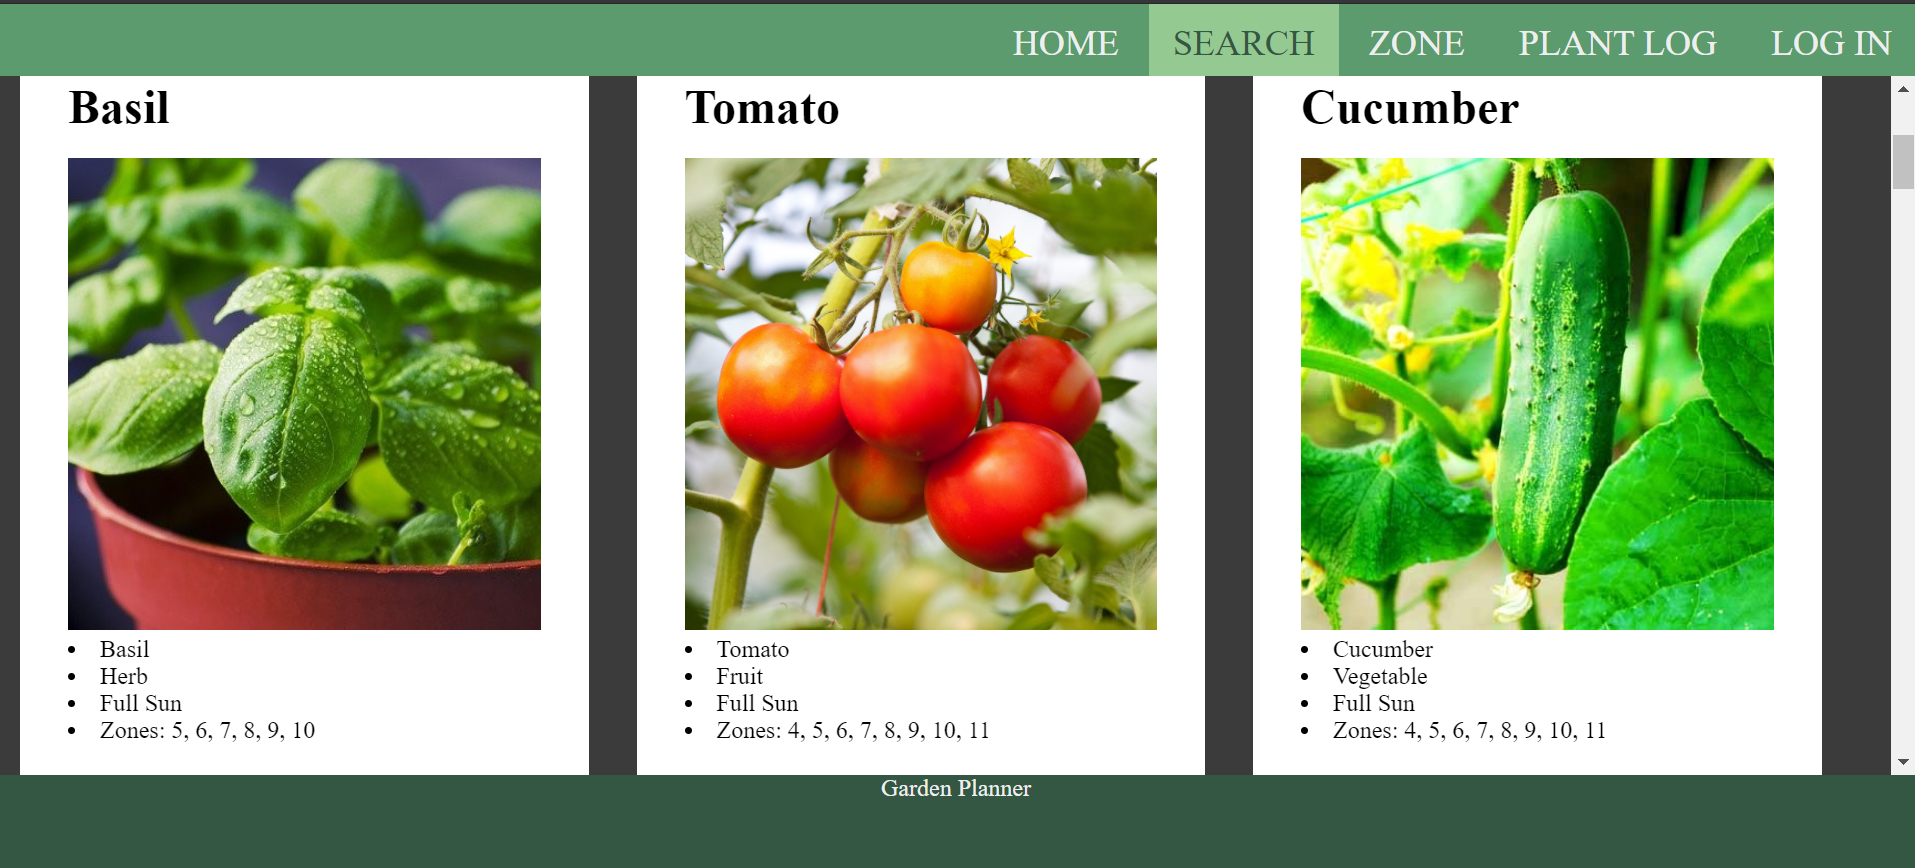 HOME SEARCH ZONE PLANT LOG LOG IN
Basil
Basil
Herb
Full Sun
Zones: 5, 6, 7, 8, 9, 10
Tomato
Tomato
Fruit
Full Sun
Zones: 4, 5, 6, 7, 8, 9, 10, 11
Cucumber
Cucumber
Vegetable
Full Sun
Zones: 4, 5, 6, 7, 8, 9, 10, 11
Garden Planner